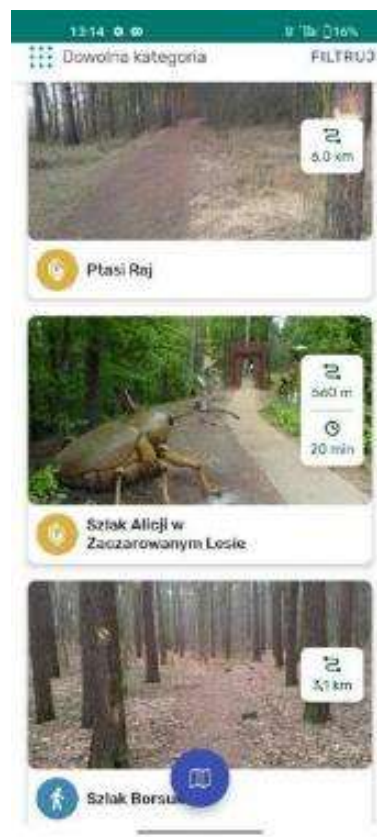 13:14
16%
Dowolna kategoria
FILTRUJ
6,0 km
Ptasi Raj
560 m
20 min
Szlak Alicji w
Zaczarowanym Lesie
3,1 km
Szlak